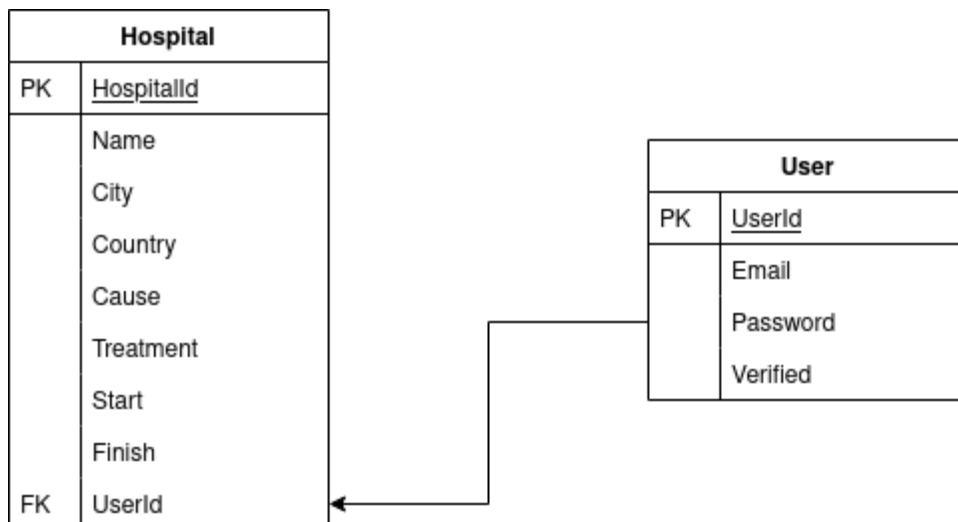 Hospital
PK HospitalId
Name
City
Country
Cause
Treatment
Start
Finish
FK UserId
User
PK UserId
Email
Password
Verified